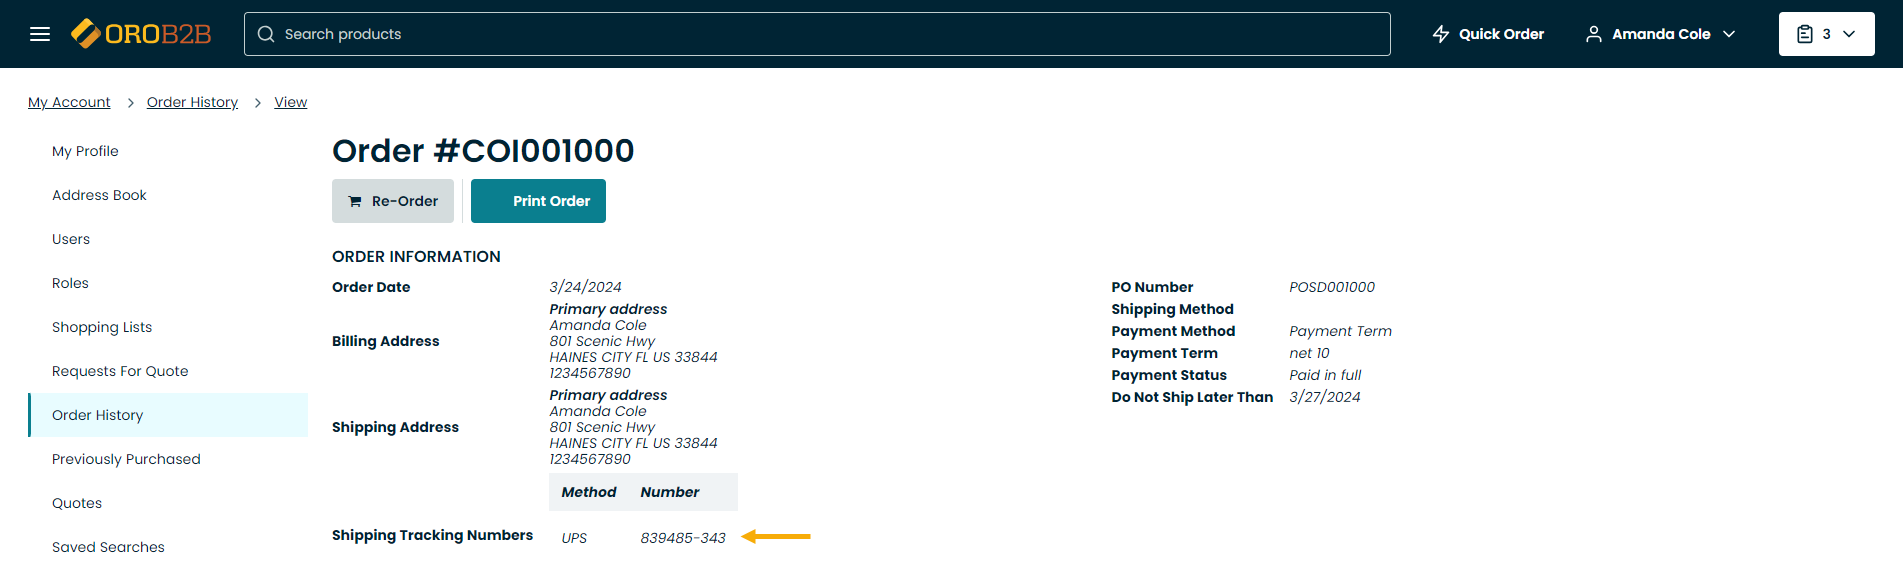 OROB2B
Search products
Quick Order
Amanda Cole
3
My Account > Order History > View
My Profile
Address Book
Users
Roles
Shopping Lists
Requests For Quote
Order History
Previously Purchased
Quotes
Saved Searches
Order #COI001000
Re-Order
Print Order
ORDER INFORMATION
Order Date 3/24/2024
Billing Address
Primary address
Amanda Cole
801 Scenic Hwy
HAINES CITY FL US 33844
1234567890
Shipping Address
Primary address
Amanda Cole
801 Scenic Hwy
HAINES CITY FL US 33844
1234567890
Shipping Tracking Numbers
Method Number
UPS 839485-343
PO Number POSD001000
Shipping Method
Payment Method Payment Term
Payment Term net 10
Payment Status Paid in full
Do Not Ship Later Than 3/27/2024